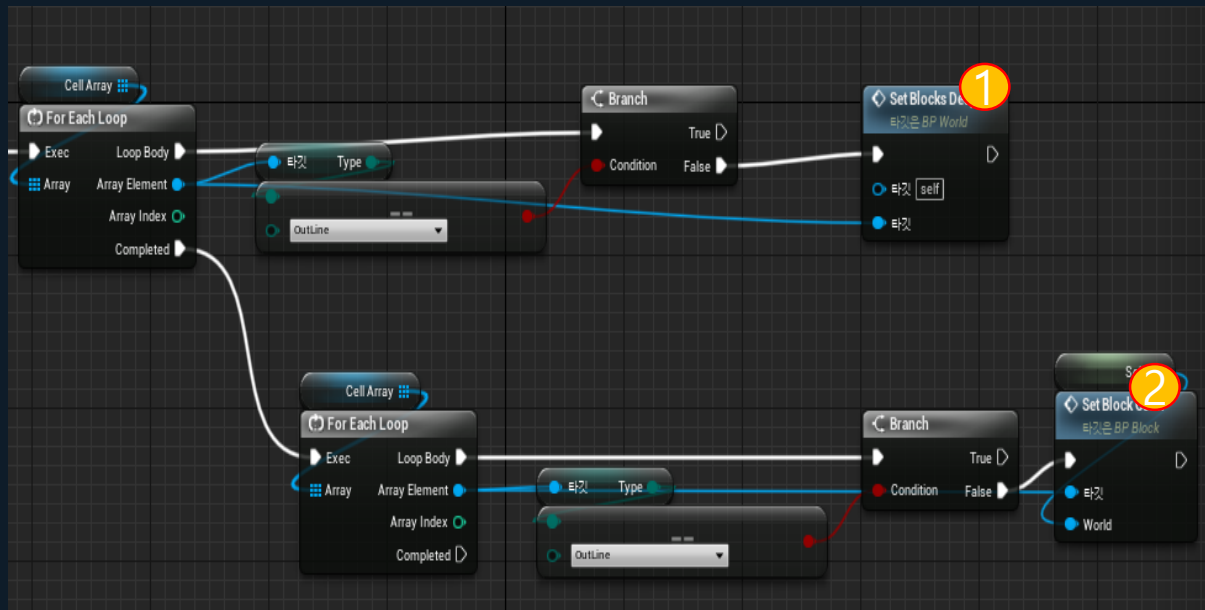 Cell Array
For Each Loop
Exec
Loop Body
Array
Array Element
Array Index
Completed
타깃
Type
==
OutLine
Branch
True
Condition
False
1
Set Blocks
타깃은 BP World
타깃
self
타깃
Cell Array
For Each Loop
Exec
Loop Body
Array
Array Element
Array Index
Completed
타깃
Type
==
OutLine
Branch
True
Condition
False
2
Set Block
타깃은 BP Block
타깃
World